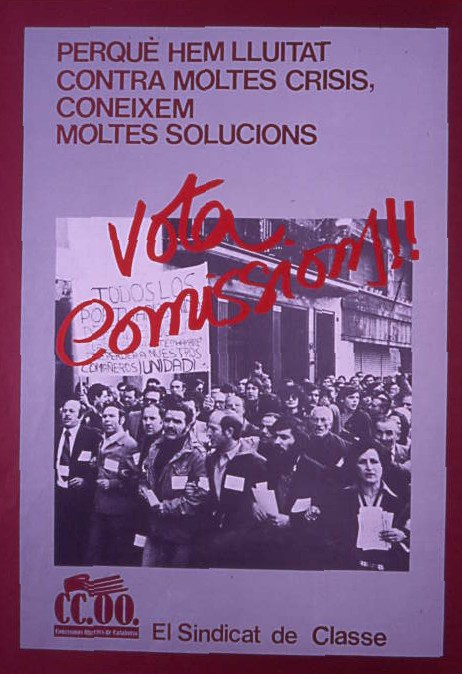 PERQUÈ HEM LLUITAT
CONTRA MOLTES CRISIS,
CONEIXEM
MOLTES SOLUCIONS
Vota
Comissions!!
TODOS LOS
NUESTROS
COMPAÑEROS ¡UNIDAD!
CC.OO.
Comissions Obreres de Catalunya
El Sindicat de Classe